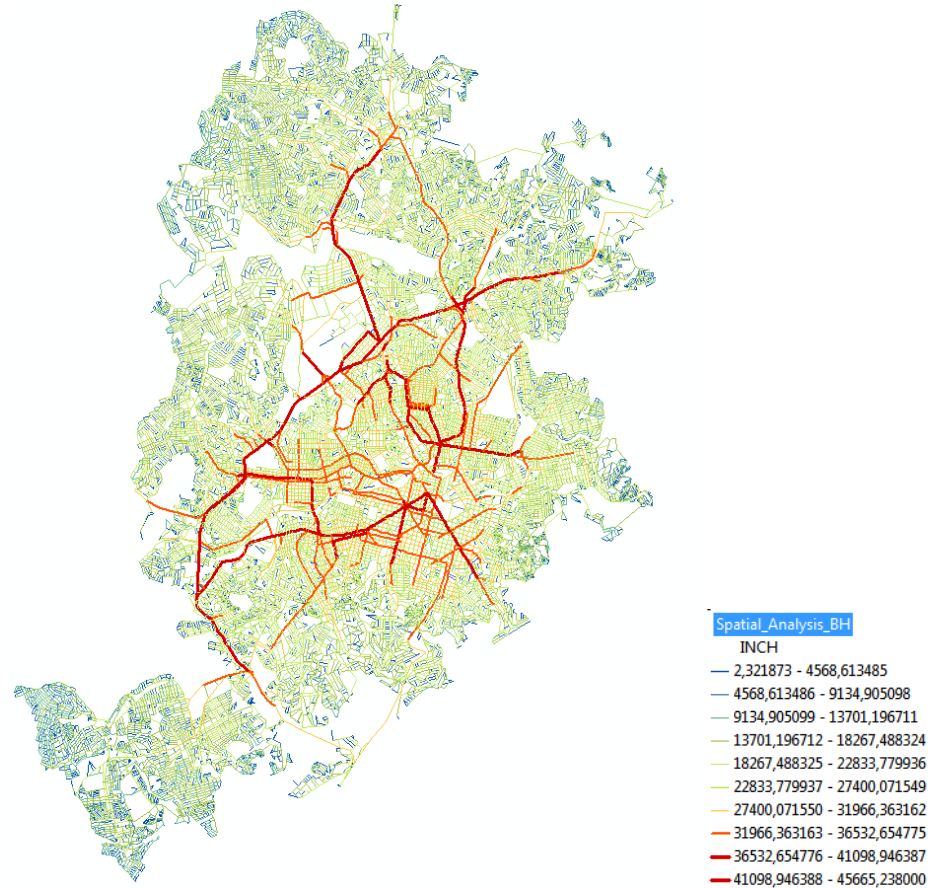 Spatial_Analysis_BH
INCH
2,321873 - 4568,613485
4568,613486 - 9134,905098
9134,905099 - 13701,196711
13701,196712 - 18267,488324
18267,488325 - 22833,779936
22833,779937 - 27400,071549
27400,071550 - 31966,363162
31966,363163 - 36532,654775
36532,654776 - 41098,946387
41098,946388 - 45665,238000